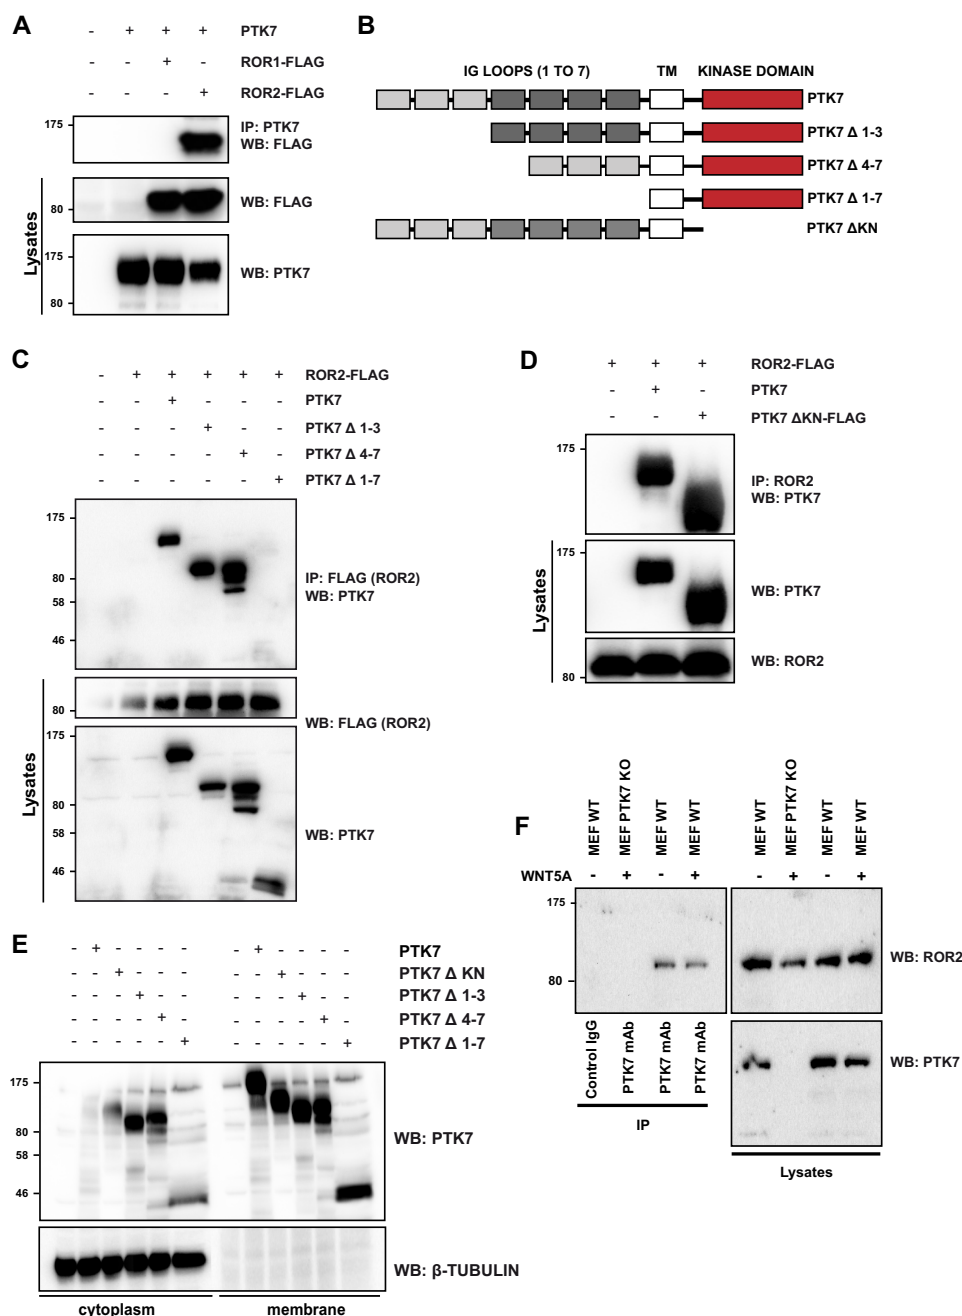 A
- + + + PTK7
- - + - ROR1-FLAG
- - - + ROR2-FLAG
175
IP: PTK7
WB: FLAG
80
WB: FLAG
175
WB: PTK7
80
Lysates
B
IG LOOPS (1 TO 7) TM KINASE DOMAIN
PTK7
PTK7 Δ 1-3
PTK7 Δ 4-7
PTK7 Δ 1-7
PTK7 ΔKN
C
- + + + + + ROR2-FLAG
- - + - - - PTK7
- - - + - - PTK7 Δ 1-3
- - - - + - PTK7 Δ 4-7
- - - - - + PTK7 Δ 1-7
175
80
58
46
IP: FLAG (ROR2)
WB: PTK7
80
WB: FLAG (ROR2)
175
80
58
46
WB: PTK7
Lysates
D
+ + + ROR2-FLAG
- + - PTK7
- - + PTK7 ΔKN-FLAG
175
IP: ROR2
WB: PTK7
175
WB: PTK7
80
WB: ROR2
Lysates
E
- + - - - - - + - - - - PTK7
- - + - - - - - + - - - PTK7 Δ KN
- - - + - - - - - + - - PTK7 Δ 1-3
- - - - + - - - - - + - PTK7 Δ 4-7
- - - - - + - - - - - + PTK7 Δ 1-7
175
80
58
46
WB: PTK7
WB: β-TUBULIN
cytoplasm membrane
F
MEF WT
MEF PTK7 KO
MEF WT
MEF WT
MEF WT
MEF PTK7 KO
MEF WT
MEF WT
WNT5A - + - + - + - +
175
80
WB: ROR2
WB: PTK7
Control IgG
PTK7 mAb
PTK7 mAb
PTK7 mAb
IP
Lysates